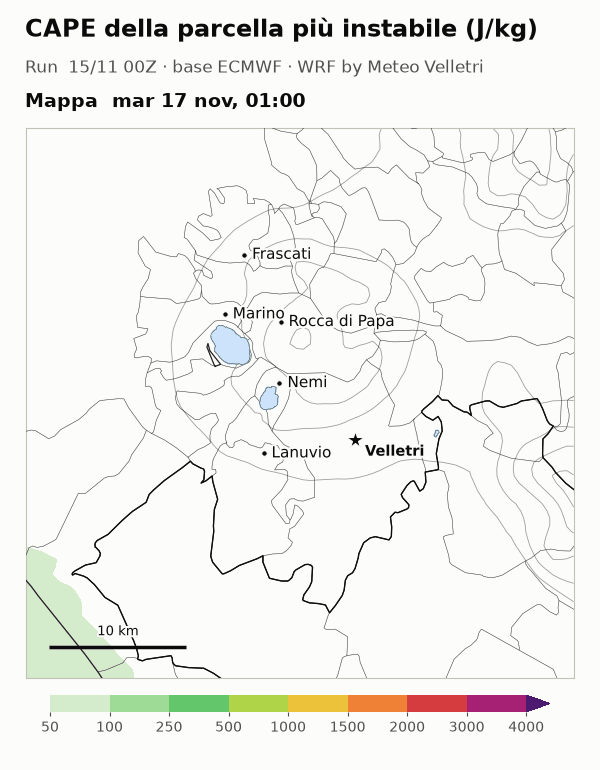 CAPE della parcella più instabile (J/kg)
Run  15/11 00Z · base ECMWF · WRF by Meteo Velletri
Mappa  mar 17 nov, 01:00
Frascati
Marino
Rocca di Papa
Nemi
Velletri
Lanuvio
10 km
50 100 250 500 1000 1500 2000 3000 4000